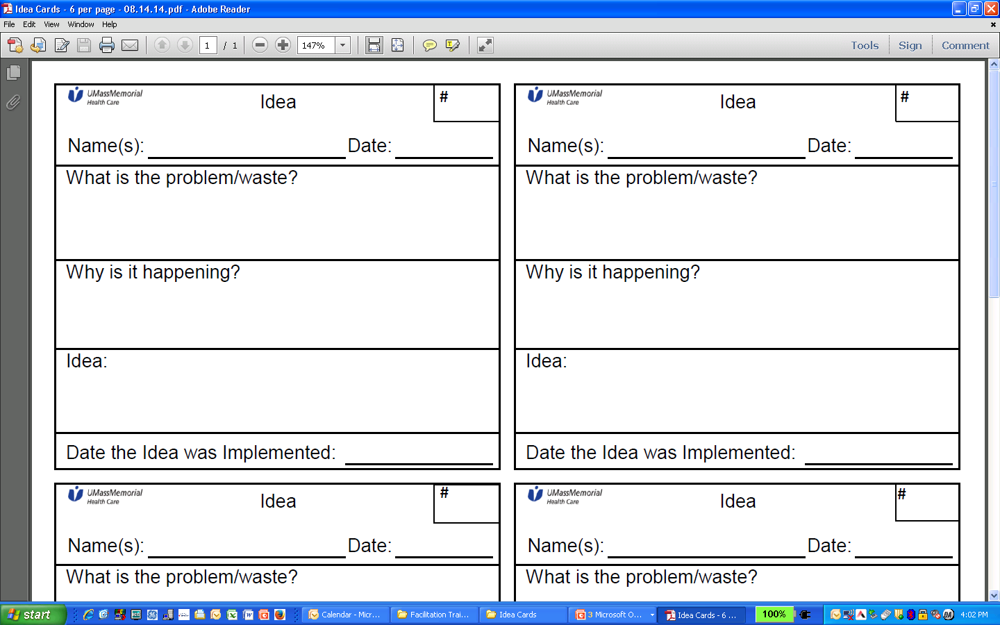 Idea Cards - 6 per page - 08.14.14.pdf - Adobe Reader
File Edit View Window Help
1 / 1 147% Tools Sign Comment
UMassMemorial
Health Care
Idea
#
Name(s): Date:
What is the problem/waste?
Why is it happening?
Idea:
Date the Idea was Implemented:
UMassMemorial
Health Care
Idea
#
Name(s): Date:
What is the problem/waste?
Why is it happening?
Idea:
Date the Idea was Implemented:
UMassMemorial
Health Care
Idea
#
Name(s): Date:
What is the problem/waste?
UMassMemorial
Health Care
Idea
#
Name(s): Date:
What is the problem/waste?
start Calendar - Micr... Facilitation Trai... Idea Cards 3 Microsoft O... Idea Cards - 6 ... 100% 4:02 PM